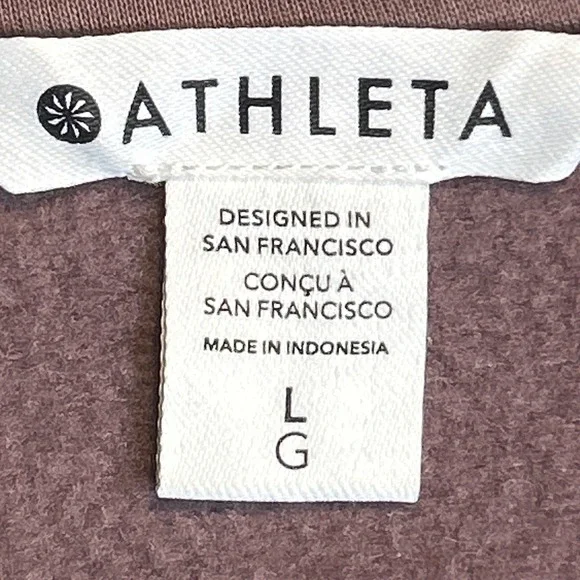 ATHLETA
DESIGNED IN
SAN FRANCISCO
CONÇU À
SAN FRANCISCO
MADE IN INDONESIA
L
G